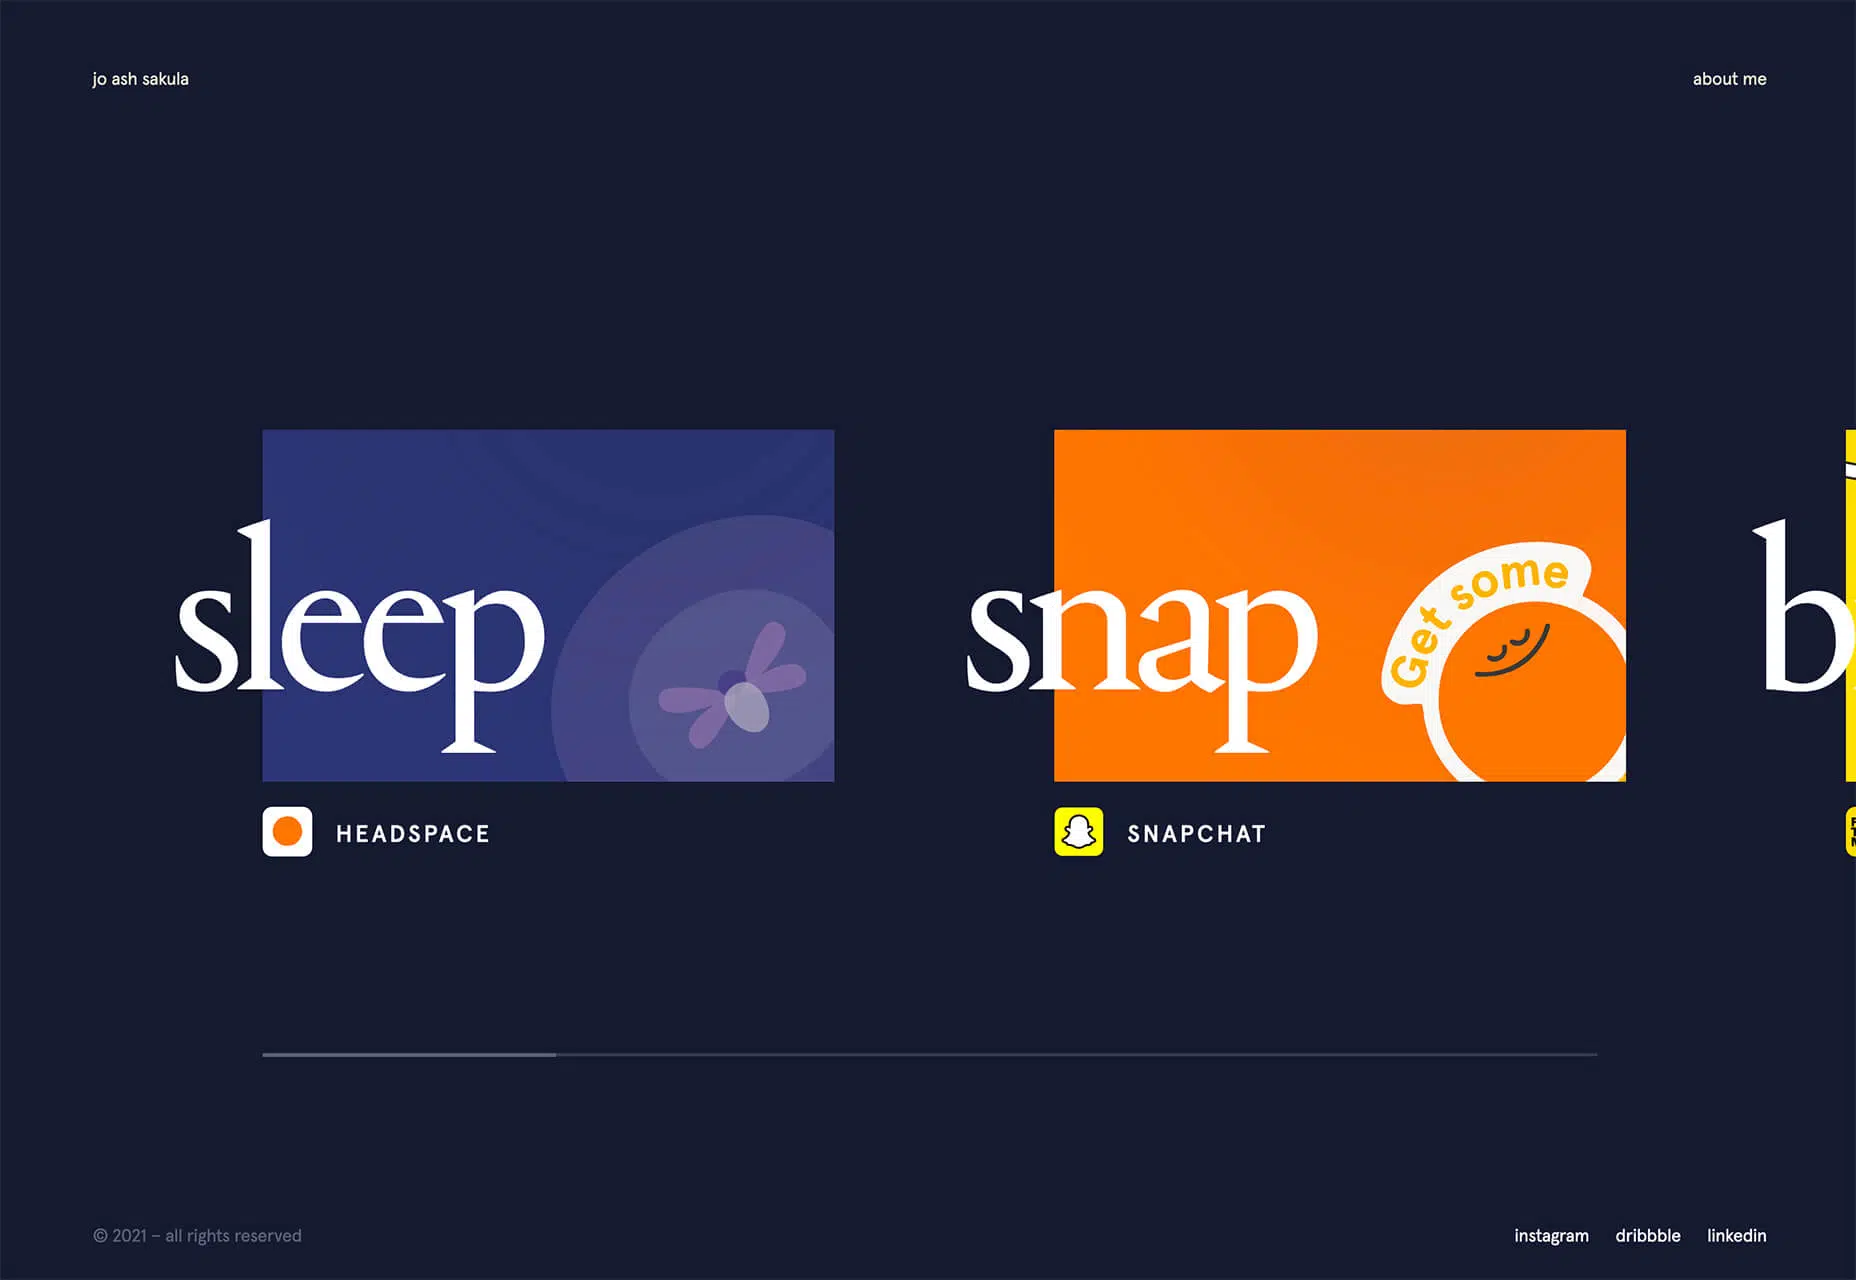 jo ash sakula
about me
sleep
snap
Get some
HEADSPACE
SNAPCHAT
© 2021 – all rights reserved
instagram dribbble linkedin